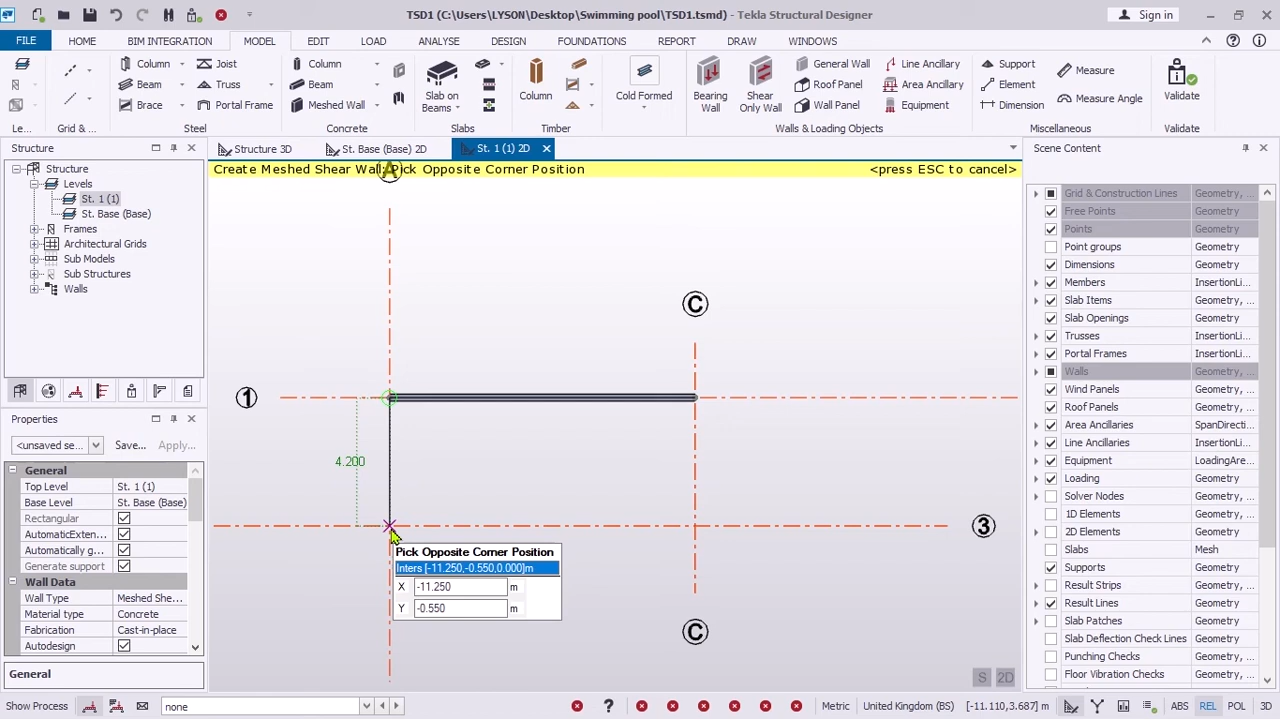 TSD1 (C:\Users\LYSON\Desktop\Swimming pool\TSD1.tsmd) - Tekla Structural Designer
Sign in
FILE HOME BIM INTEGRATION MODEL EDIT LOAD ANALYSE DESIGN FOUNDATIONS REPORT DRAW WINDOWS
Column Joist Column General Wall Line Ancillary Support Measure
Beam Truss Beam Roof Panel Area Ancillary Element Measure Angle
Brace Portal Frame Meshed Wall Wall Panel Equipment Dimension
Slab on Beams
Column
Cold Formed
Bearing Wall
Shear Only Wall
Validate
Le... Grid & ... Steel Concrete Slabs Timber Walls & Loading Objects Miscellaneous Validate
Structure
Structure 3D St. Base (Base) 2D St. 1 (1) 2D
Scene Content
Create Meshed Shear Wall: Pick Opposite Corner Position <press ESC to cancel>
Structure
Levels
St. 1 (1)
St. Base (Base)
Frames
Architectural Grids
Sub Models
Sub Structures
Walls
Properties
<unsaved se... Save... Apply...
General
Top Level St. 1 (1)
Base Level St. Base (Base)
Rectangular
AutomaticExten...
Automatically g...
Generate support
Wall Data
Wall Type Meshed She...
Material type Concrete
Fabrication Cast-in-place
Autodesign
General
A
C
1
4.200
3
Pick Opposite Corner Position
Inters [-11.250,-0.550,0.000]m
X -11.250 m
Y -0.550 m
C
S 2D
Grid & Construction Lines Geometry, ...
Free Points Geometry
Points Geometry
Point groups Geometry
Dimensions Geometry
Members InsertionLi...
Slab Items Geometry, ...
Slab Openings Geometry
Trusses InsertionLi...
Portal Frames InsertionLi...
Walls Geometry, ...
Wind Panels Geometry, ...
Roof Panels Geometry, ...
Area Ancillaries SpanDirecti...
Line Ancillaries InsertionLi...
Equipment LoadingArea...
Loading Geometry, ...
Solver Nodes Geometry
1D Elements Geometry
2D Elements Geometry
Slabs Mesh
Supports Geometry
Result Strips Geometry
Result Lines Geometry
Slab Patches Geometry
Slab Deflection Check Lines Geometry
Punching Checks Geometry, ...
Floor Vibration Checks Geometry
Show Process none ? Metric United Kingdom (BS) [-11.110,3.687] m ABS REL POL 3D